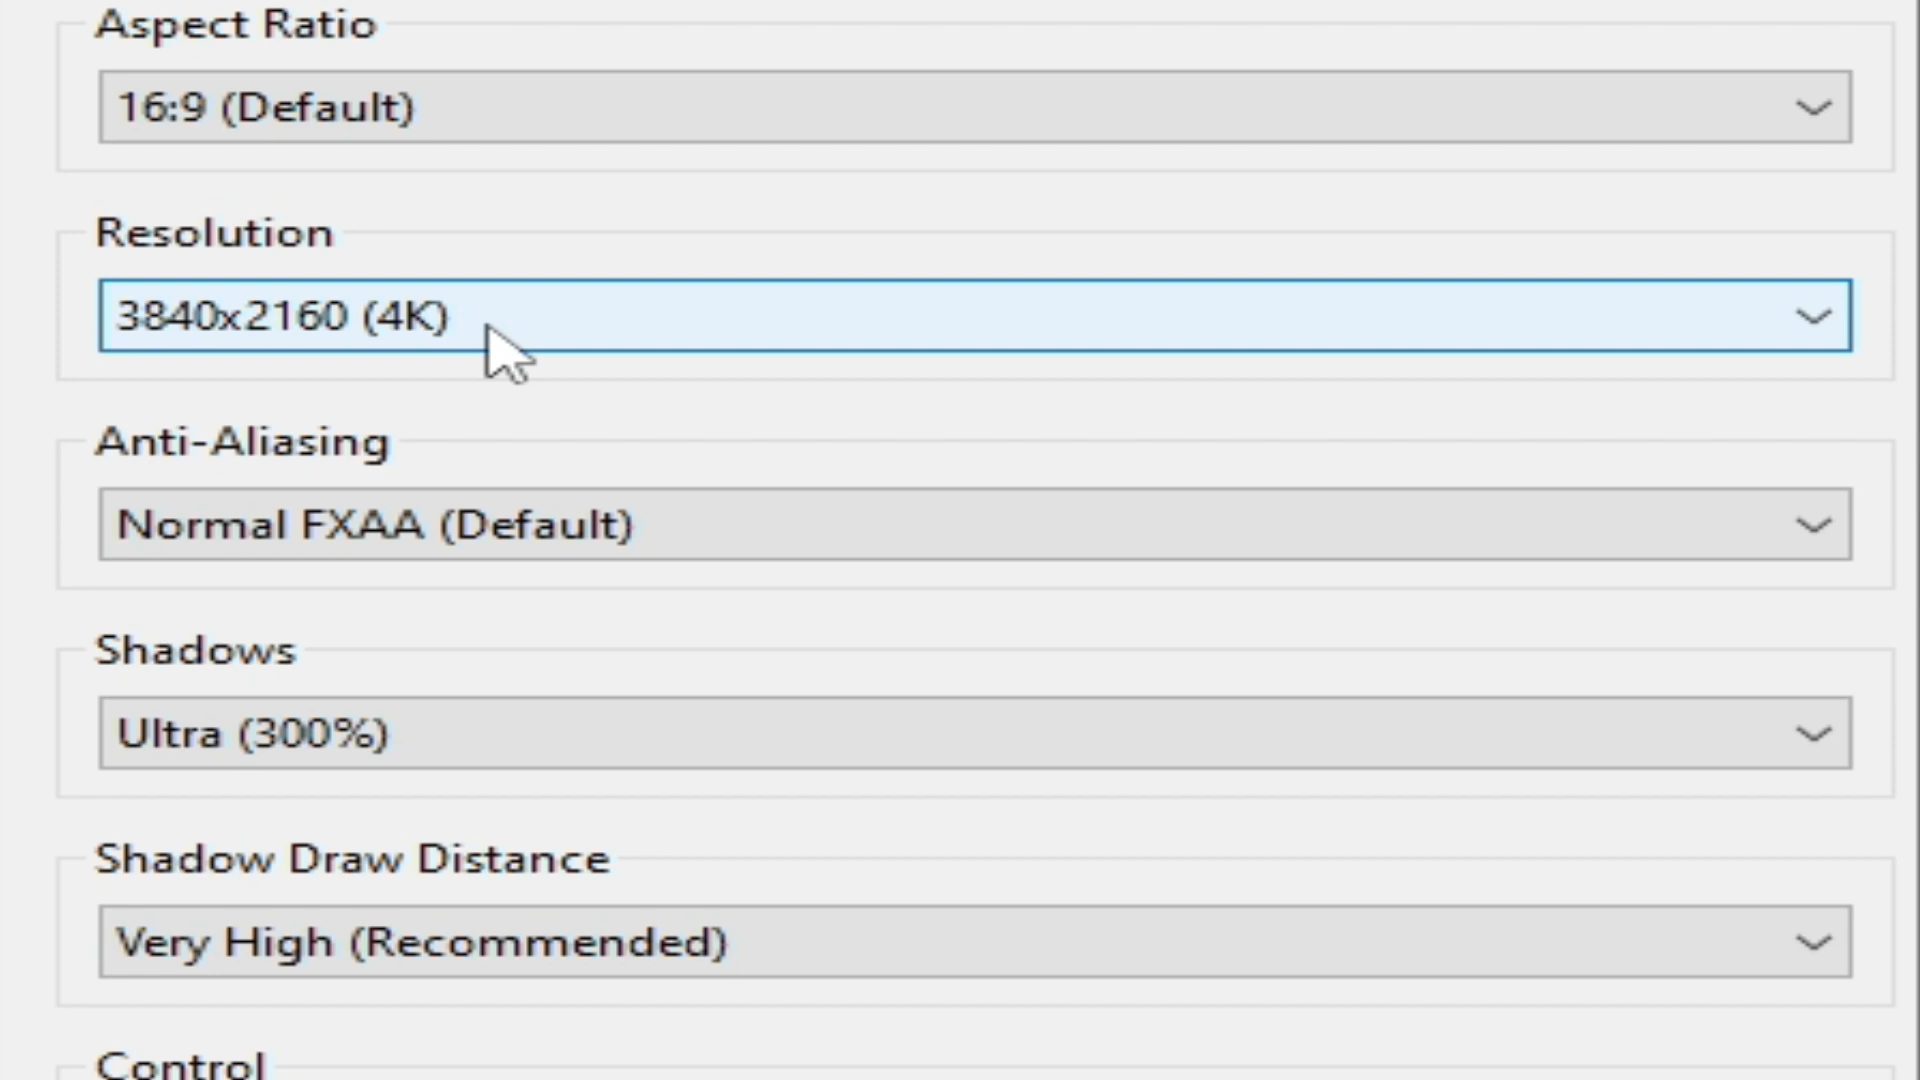 Aspect Ratio
16:9 (Default)
Resolution
3840x2160 (4K)
Anti-Aliasing
Normal FXAA (Default)
Shadows
Ultra (300%)
Shadow Draw Distance
Very High (Recommended)
Control